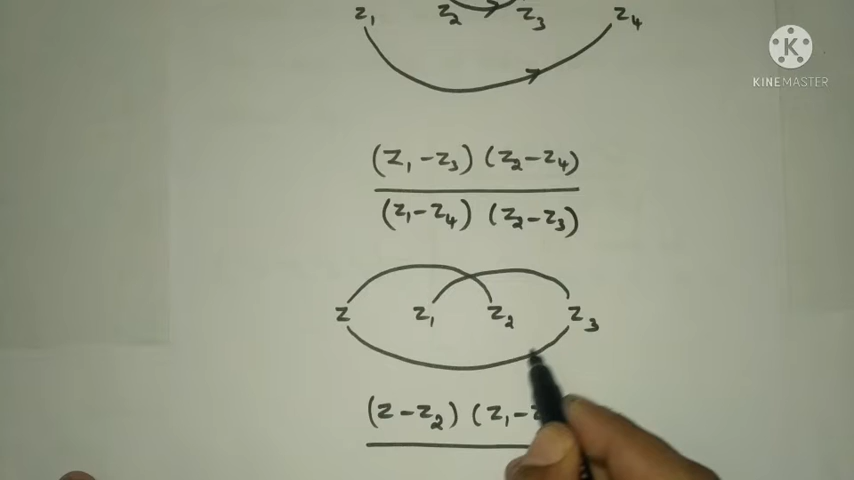 z₁ z₂ z₃ z₄
K
KINEMASTER
(z₁ - z₃) (z₂ - z₄)
(z₁ - z₄) (z₂ - z₃)
z z₁ z₂ z₃
(z - z₂) (z₁ -